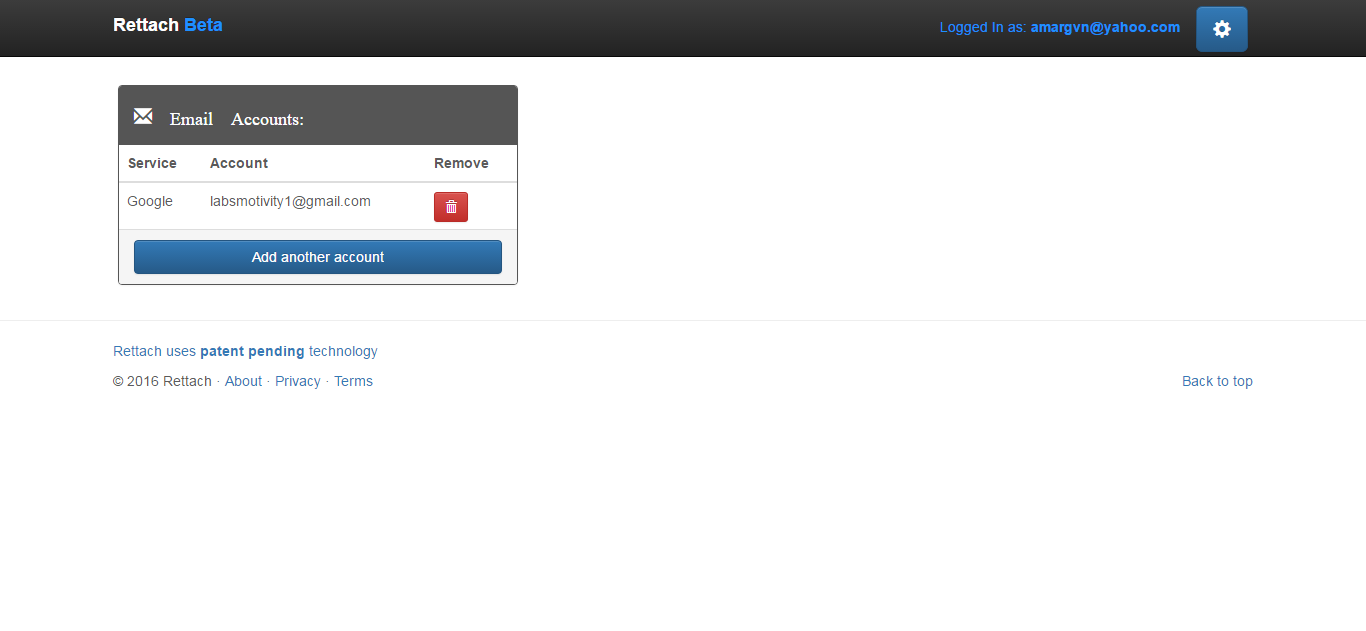 Rettach Beta
Logged In as: amargvn@yahoo.com
Email Accounts:
Service Account Remove
Google labsmotivity1@gmail.com
Add another account
Rettach uses patent pending technology
© 2016 Rettach · About · Privacy · Terms
Back to top